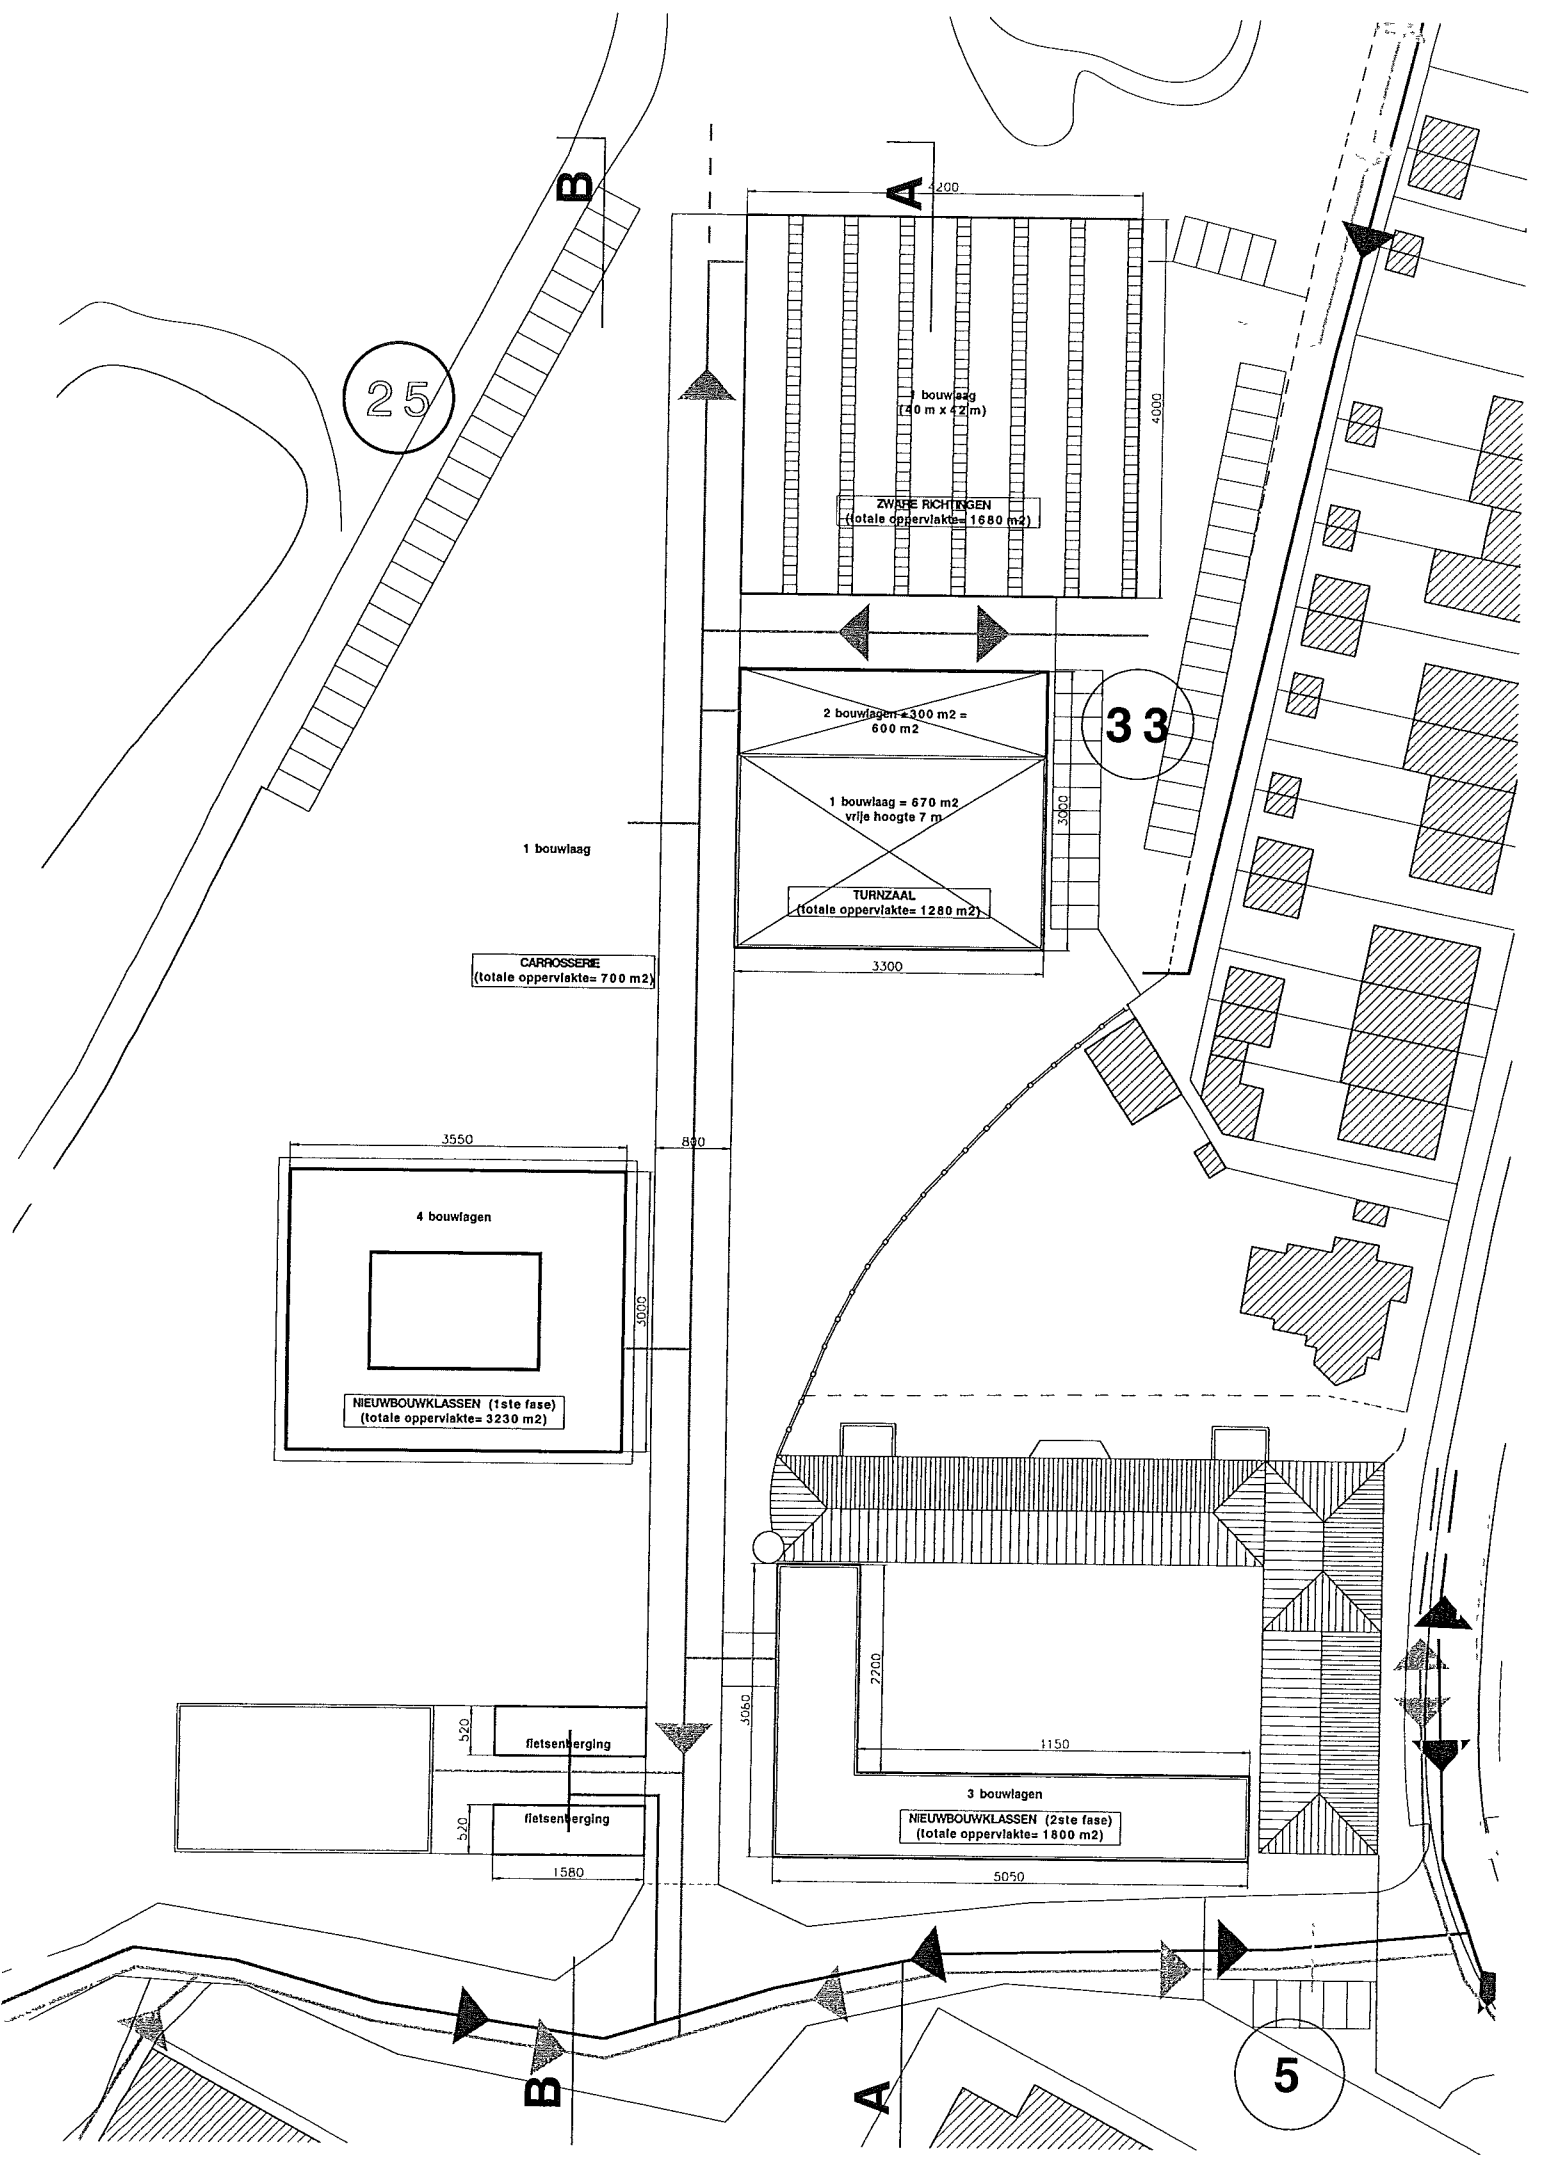 B
A
4200
25
1 bouwlaag
(40 m x 42 m)
4000
ZWARE RICHTINGEN
(totale oppervlakte= 1680 m2)
2 bouwlagen ±300 m2 =
600 m2
33
1 bouwlaag = 670 m2
vrije hoogte 7 m
3000
1 bouwlaag
TURNZAAL
(totale oppervlakte= 1280 m2)
CARROSSERIE
(totale oppervlakte= 700 m2)
3300
3550
800
4 bouwlagen
3000
NIEUWBOUWKLASSEN (1ste fase)
(totale oppervlakte= 3230 m2)
2200
3060
520
fietsenberging
1150
3 bouwlagen
520
fietsenberging
NIEUWBOUWKLASSEN (2ste fase)
(totale oppervlakte= 1800 m2)
1580
5050
B
A
5